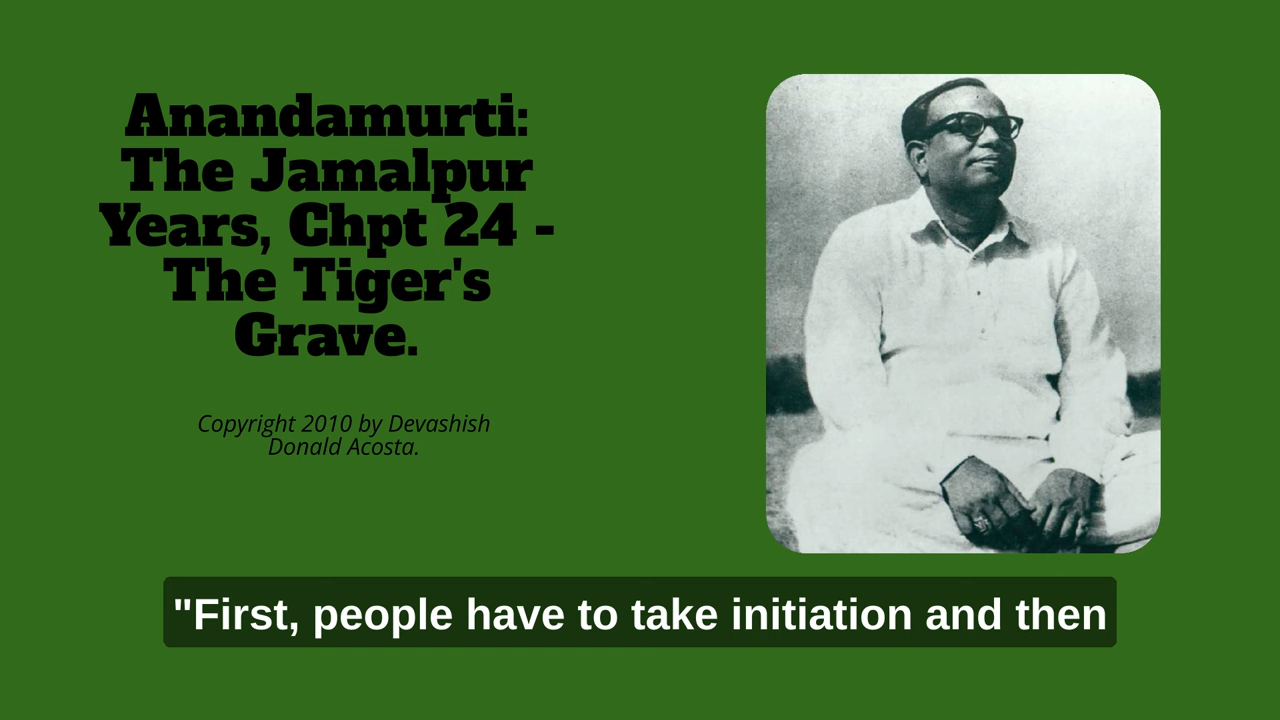 Anandamurti:
The Jamalpur
Years, Chpt 24 -
The Tiger's
Grave.
Copyright 2010 by Devashish
Donald Acosta.
"First, people have to take initiation and then